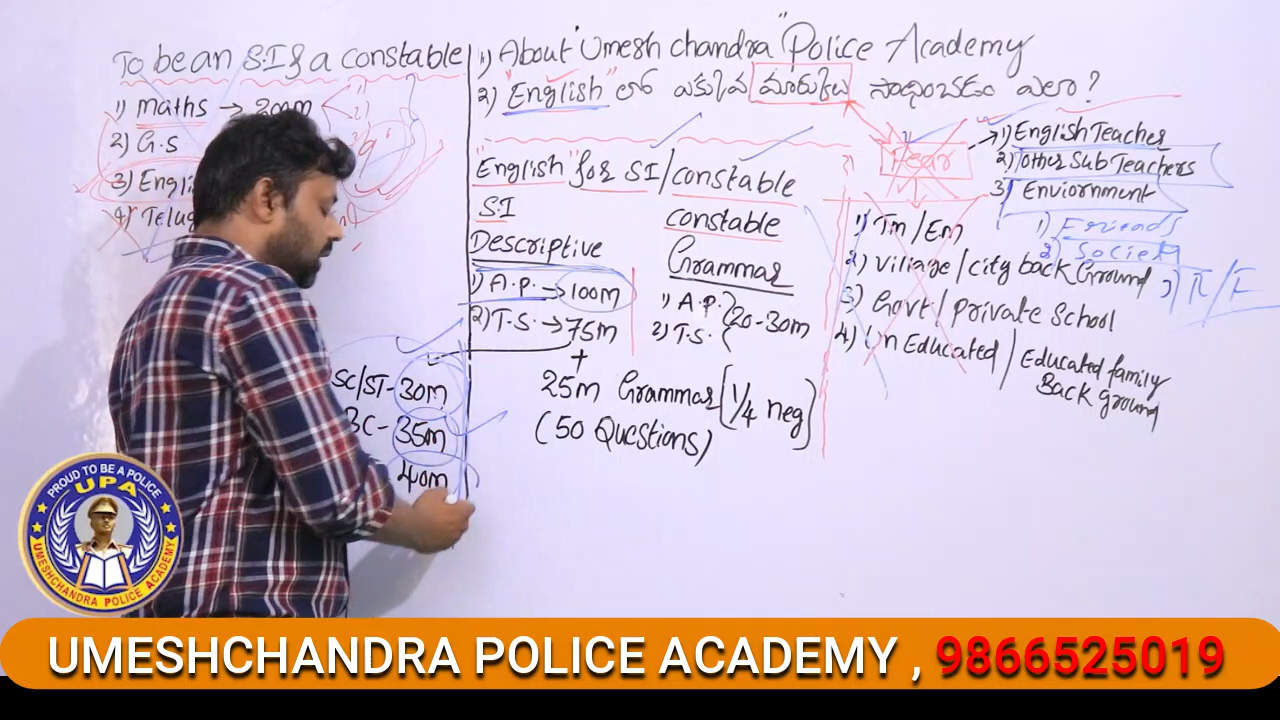 To be an S.I & a constable
1) Maths → 200m
2) G.S
3) Engli
4) Telug
1) About "Umesh chandra" Police Academy
2) "English" లో ఎక్కువ మార్కులు సాధించడం ఎలా?
"English" for SI/constable
SI
Descriptive
1) A.P. → 100m
2) T.S. → 75m
+
25m Grammar [1/4 neg]
(50 Questions)
constable
Grammar
1) A.P.
2) T.S. } 20-30m
SC/ST - 30m
BC - 35m
40m
Fear
→ 1) English Teacher
2) other Sub Teachers
3) Enviornment
1) Friends
2) Society
1) Tm/Em
2) Village/city back Ground
3) Govt/Private School
4) Un Educated/Educated family
Back ground
PROUD TO BE A POLICE
UPA
UMESHCHANDRA POLICE ACADEMY
UMESHCHANDRA POLICE ACADEMY , 9866525019